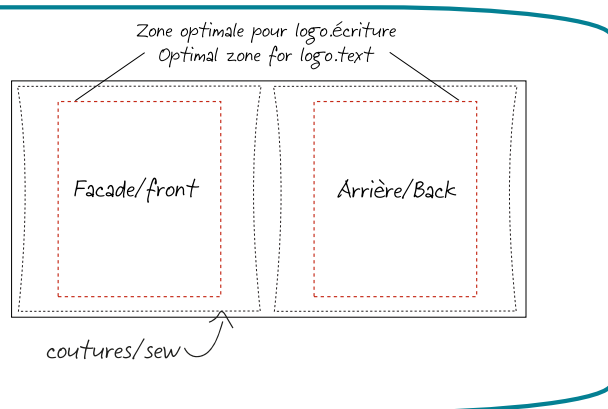 Zone optimale pour logo.écriture
Optimal zone for logo.text
Facade/front
Arrière/Back
coutures/sew